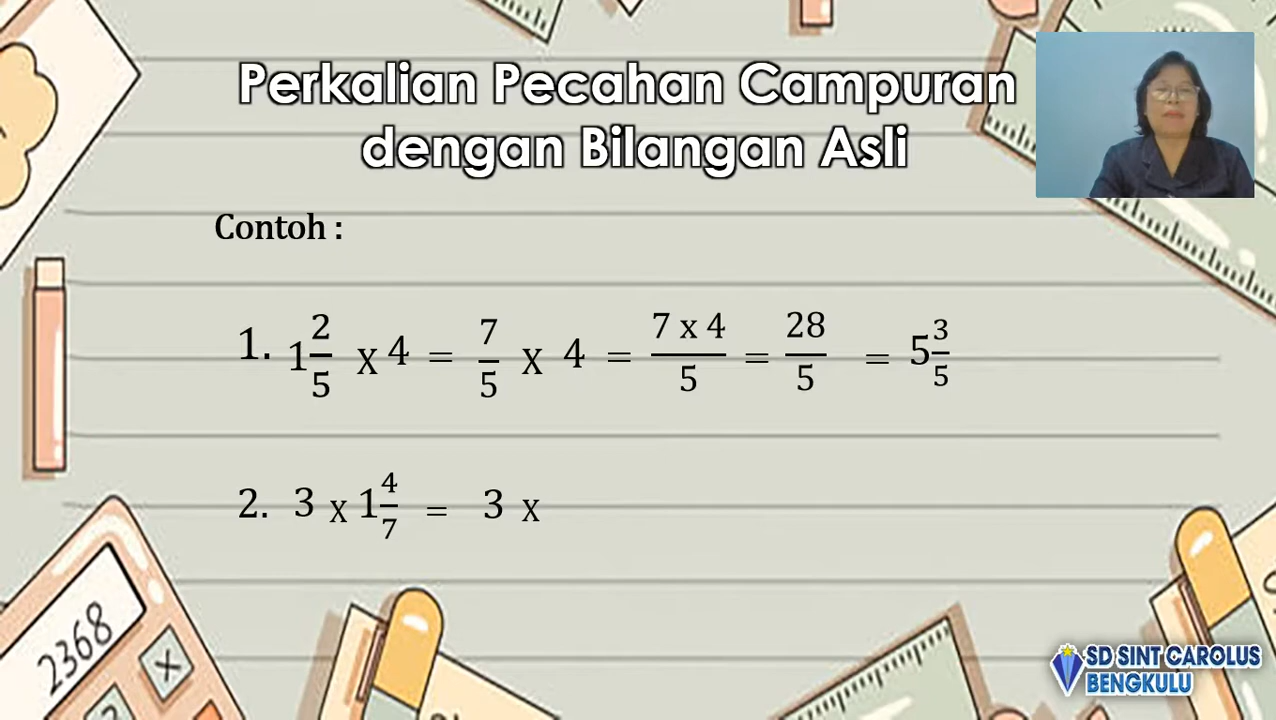 Perkalian Pecahan Campuran
dengan Bilangan Asli
Contoh :
1. 1 2/5 x 4 = 7/5 x 4 = 7 x 4/5 = 28/5 = 5 3/5
2. 3 x 1 4/7 = 3 x
2368
x
SD SINT CAROLUS
BENGKULU